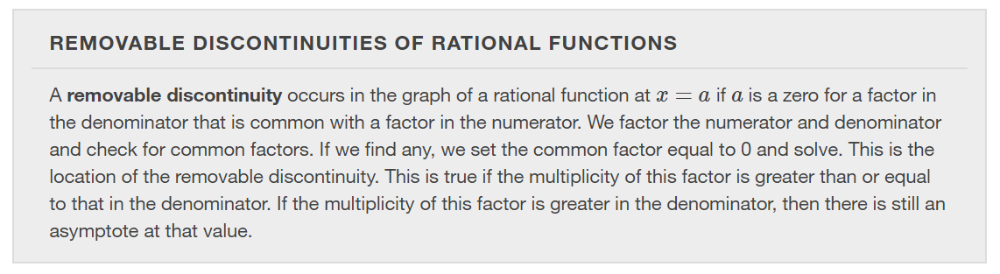 REMOVABLE DISCONTINUITIES OF RATIONAL FUNCTIONS
A removable discontinuity occurs in the graph of a rational function at x = a if a is a zero for a factor in
the denominator that is common with a factor in the numerator. We factor the numerator and denominator
and check for common factors. If we find any, we set the common factor equal to 0 and solve. This is the
location of the removable discontinuity. This is true if the multiplicity of this factor is greater than or equal
to that in the denominator. If the multiplicity of this factor is greater in the denominator, then there is still an
asymptote at that value.